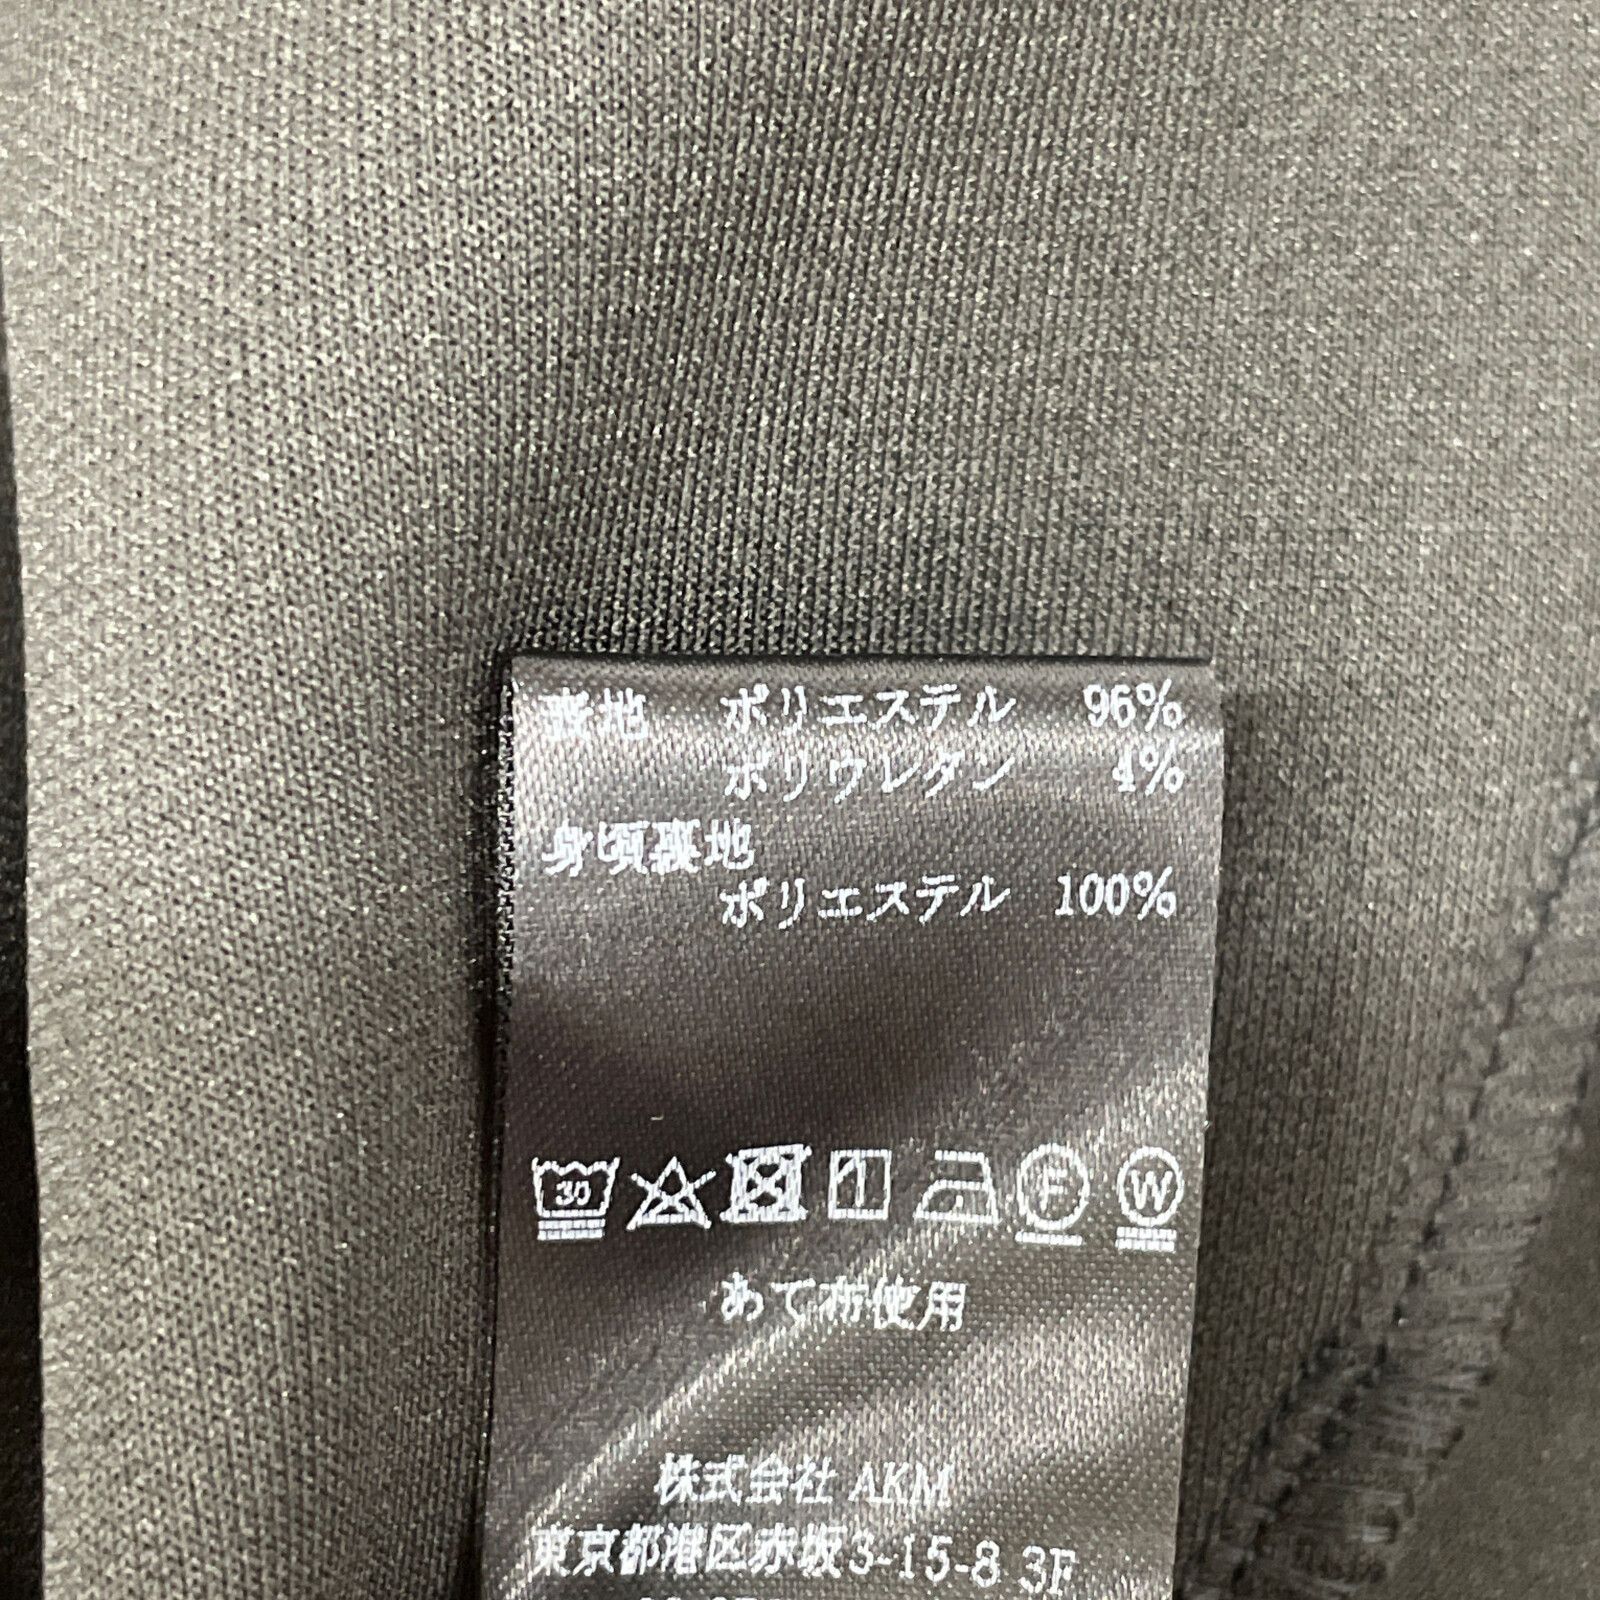 表地 ポリエステル 96%
ポリウレタン 4%
身頃裏地
ポリエステル 100%
30 F W
あて布使用
株式会社 AKM
東京都港区赤坂3-15-8 3F